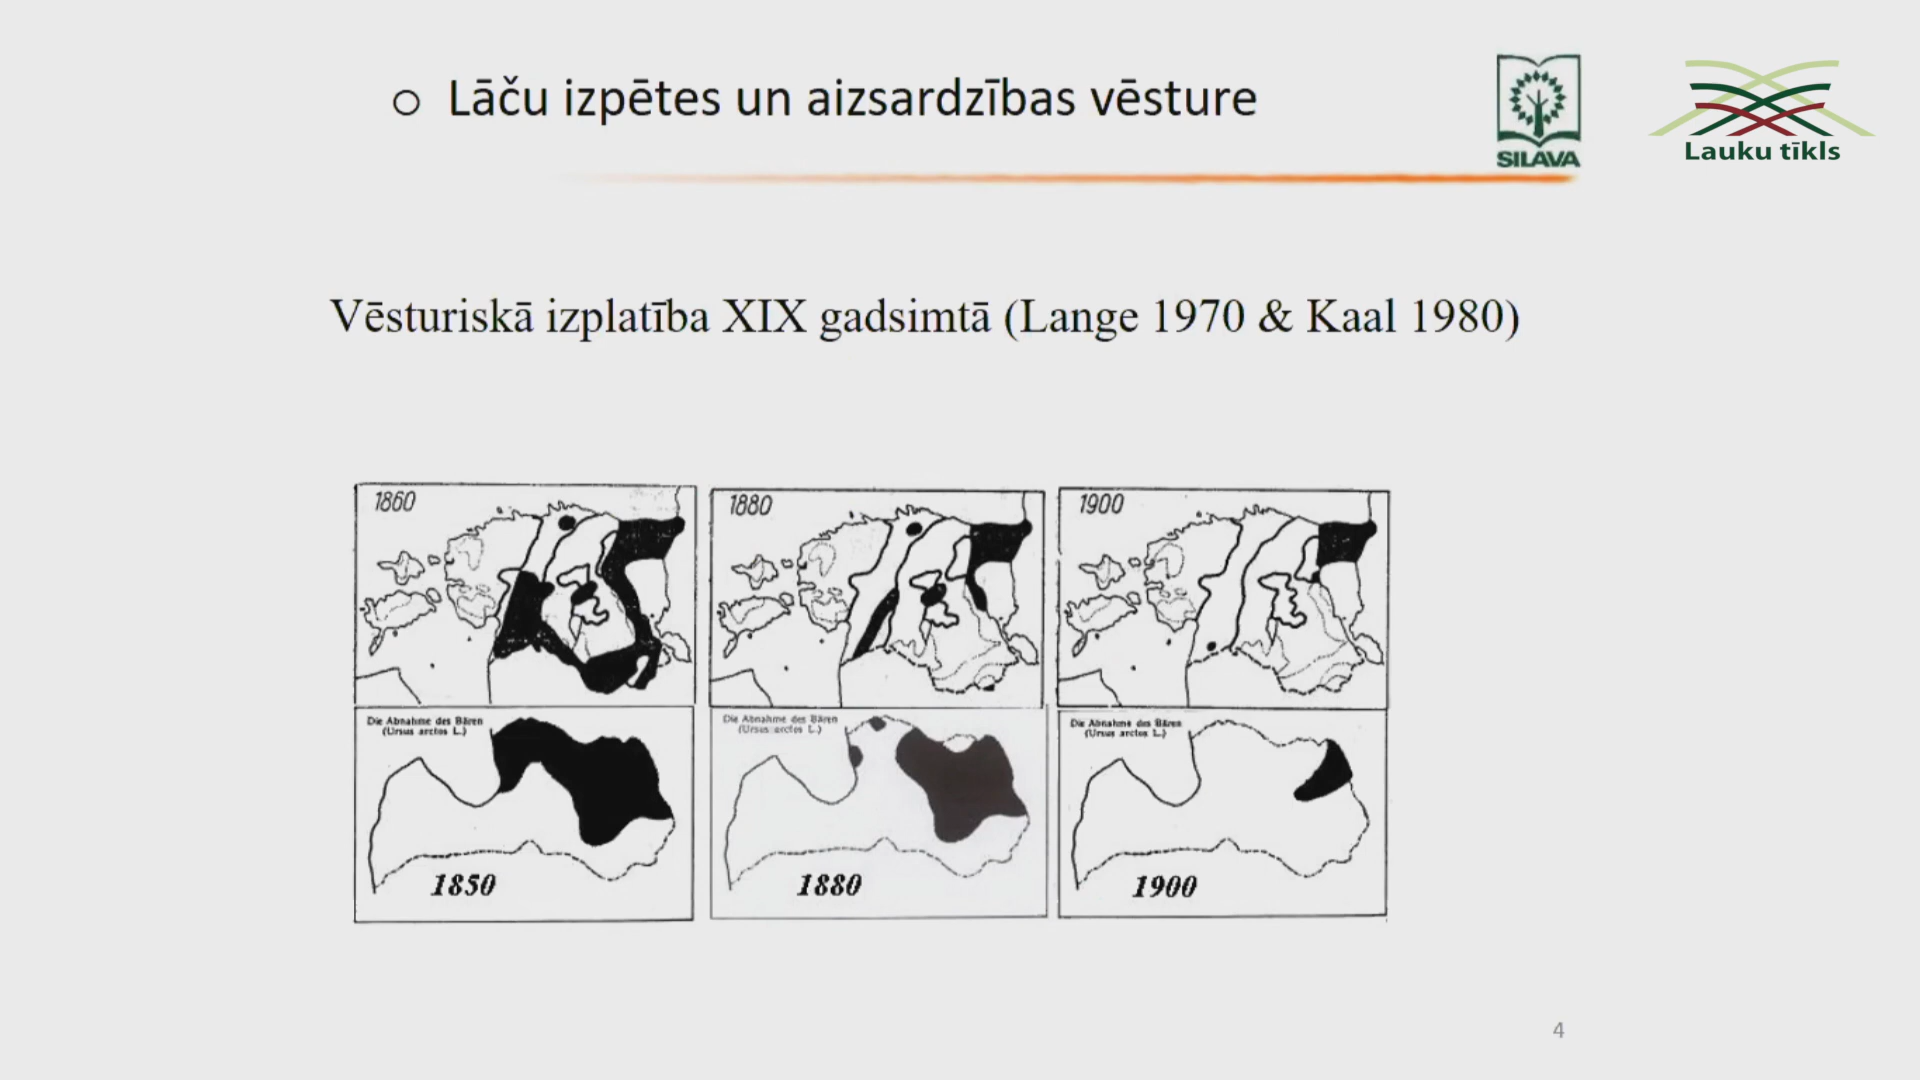 o Lāču izpētes un aizsardzības vēsture
SILAVA
Lauku tīkls
Vēsturiskā izplatība XIX gadsimtā (Lange 1970 & Kaal 1980)
1860
1880
1900
Die Abnahme des Bären
(Ursus arctos L.)
1850
Die Abnahme des Bären
(Ursus arctos L.)
1880
Die Abnahme des Bären
(Ursus arctos L.)
1900
4